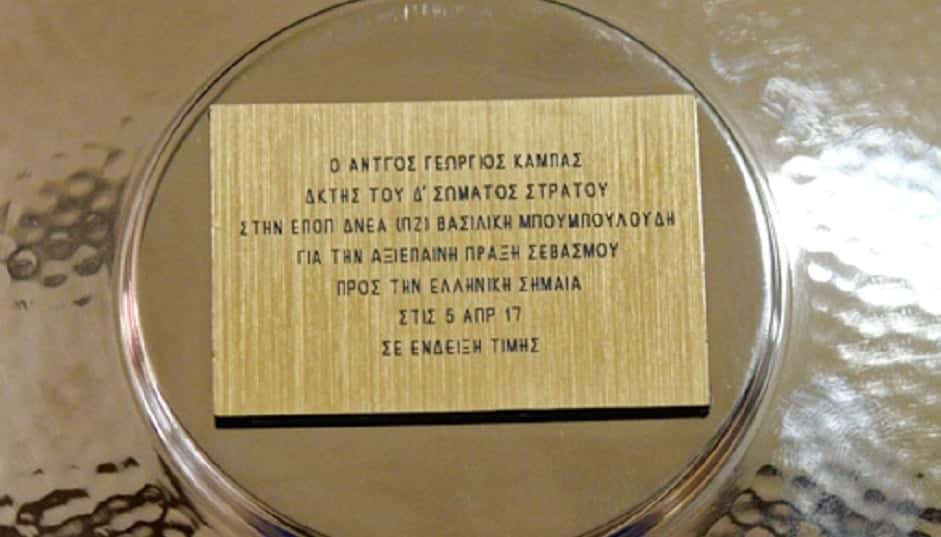 Ο ΑΝΤΓΟΣ ΓΕΩΡΓΙΟΣ ΚΑΜΠΑΣ
ΔΚΤΗΣ ΤΟΥ Δ' ΣΩΜΑΤΟΣ ΣΤΡΑΤΟΥ
ΣΤΗΝ ΕΠΟΠ ΔΝΕΑ (ΠΖ) ΒΑΣΙΛΙΚΗ ΜΠΟΥΜΠΟΥΛΟΥΔΗ
ΓΙΑ ΤΗΝ ΑΞΙΕΠΑΙΝΗ ΠΡΑΞΗ ΣΕΒΑΣΜΟΥ
ΠΡΟΣ ΤΗΝ ΕΛΛΗΝΙΚΗ ΣΗΜΑΙΑ
ΣΤΙΣ 5 ΑΠΡ 17
ΣΕ ΕΝΔΕΙΞΗ ΤΙΜΗΣ